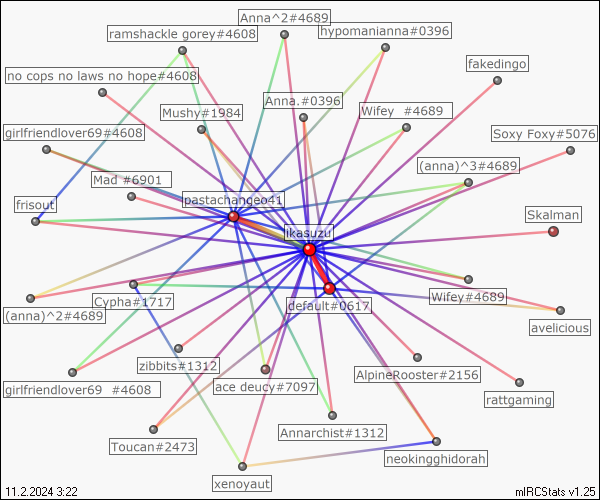 Anna^2#4689
ramshackle gorey#4608
hypomanianna#0396
fakedingo
no cops no laws no hope#4608
Anna.#0396
Mushy#1984
Wifey #4689
girlfriendlover69#4608
Soxy Foxy#5076
(anna)^3#4689
Mad #6901
pastachangeo41
frisout
Skalman
likasuzu
Cypha#1717
Wifey#4689
default#0617
(anna)^2#4689
avelicious
zibbits#1312
AlpineRooster#2156
ace deucy#7097
girlfriendlover69 #4608
rattgaming
Annarchist#1312
Toucan#2473
neokingghidorah
xenoyaut
11.2.2024 3:22
mIRCStats v1.25